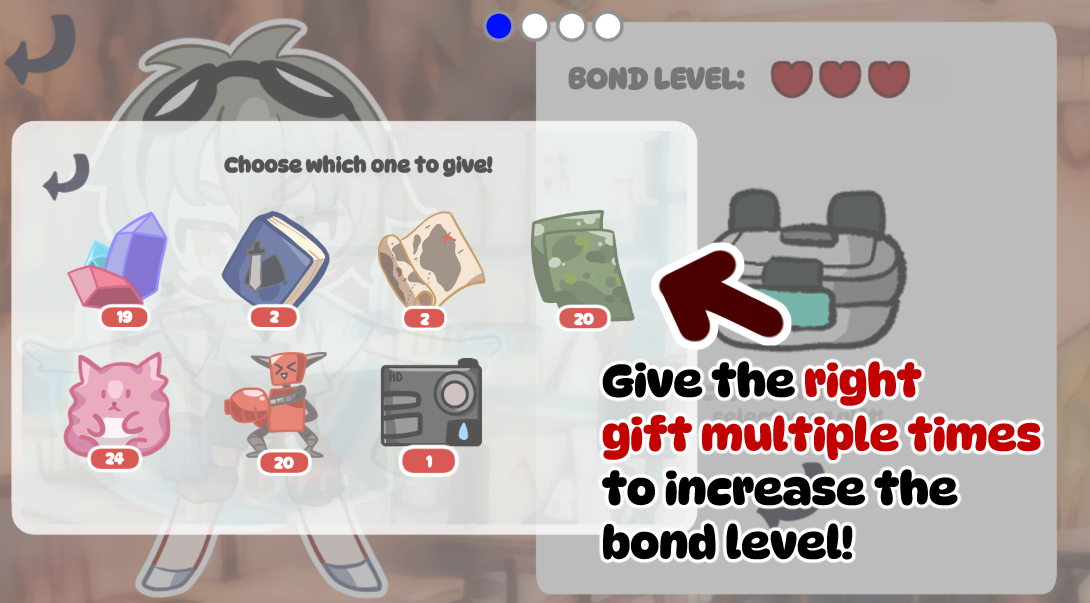 BOND LEVEL:
Choose which one to give!
19
2
2
20
24
20
HD
1
Give the right
gift multiple times
to increase the
bond level!